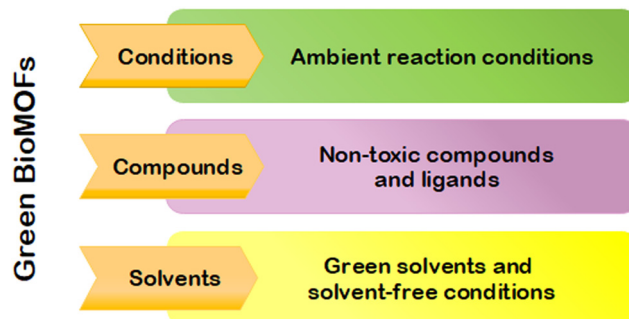 Green BioMOFs
Conditions
Ambient reaction conditions
Compounds
Non-toxic compounds
and ligands
Solvents
Green solvents and
solvent-free conditions